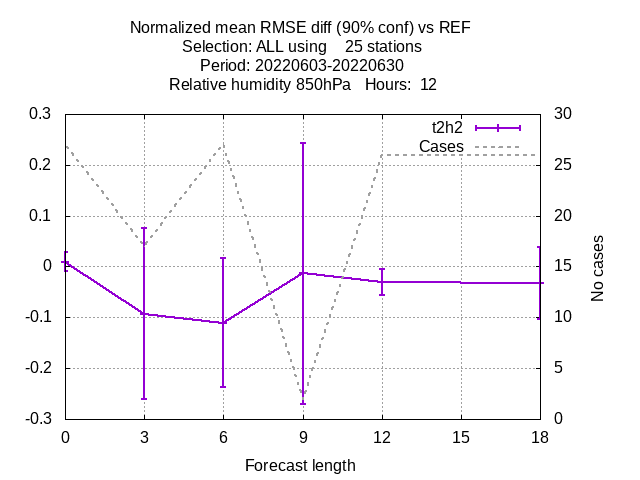 Normalized mean RMSE diff (90% conf) vs REF
Selection: ALL using    25 stations
Period: 20220603-20220630
Relative humidity 850hPa   Hours:  12
0.3 30
t2h2
Cases
0.2 25
0.1 20
0 15
-0.1 10
-0.2 5
-0.3 0
No cases
0 3 6 9 12 15 18
Forecast length